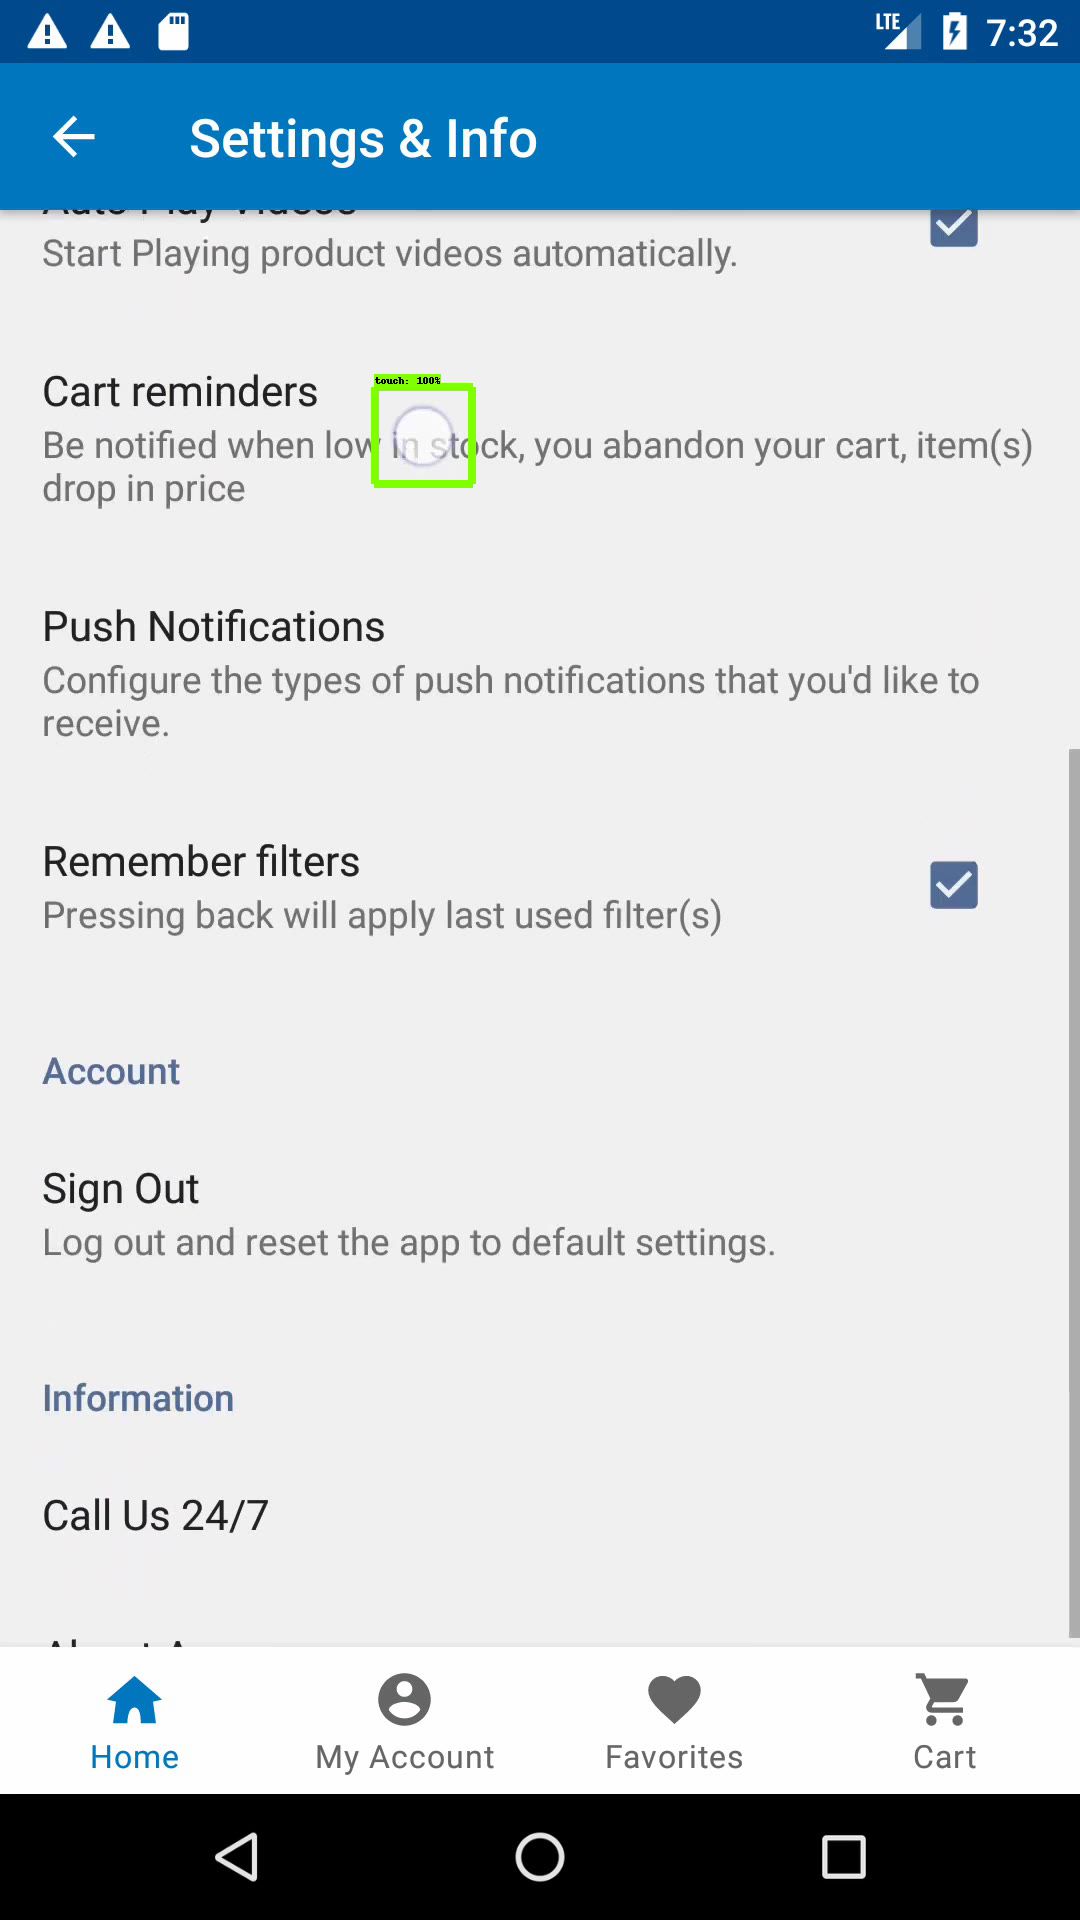 LTE 7:32
Settings & Info
Auto Play Videos
Start Playing product videos automatically.
Cart reminders
touch: 100%
Be notified when low in stock, you abandon your cart, item(s)
drop in price
Push Notifications
Configure the types of push notifications that you'd like to
receive.
Remember filters
Pressing back will apply last used filter(s)
Account
Sign Out
Log out and reset the app to default settings.
Information
Call Us 24/7
Home
My Account
Favorites
Cart